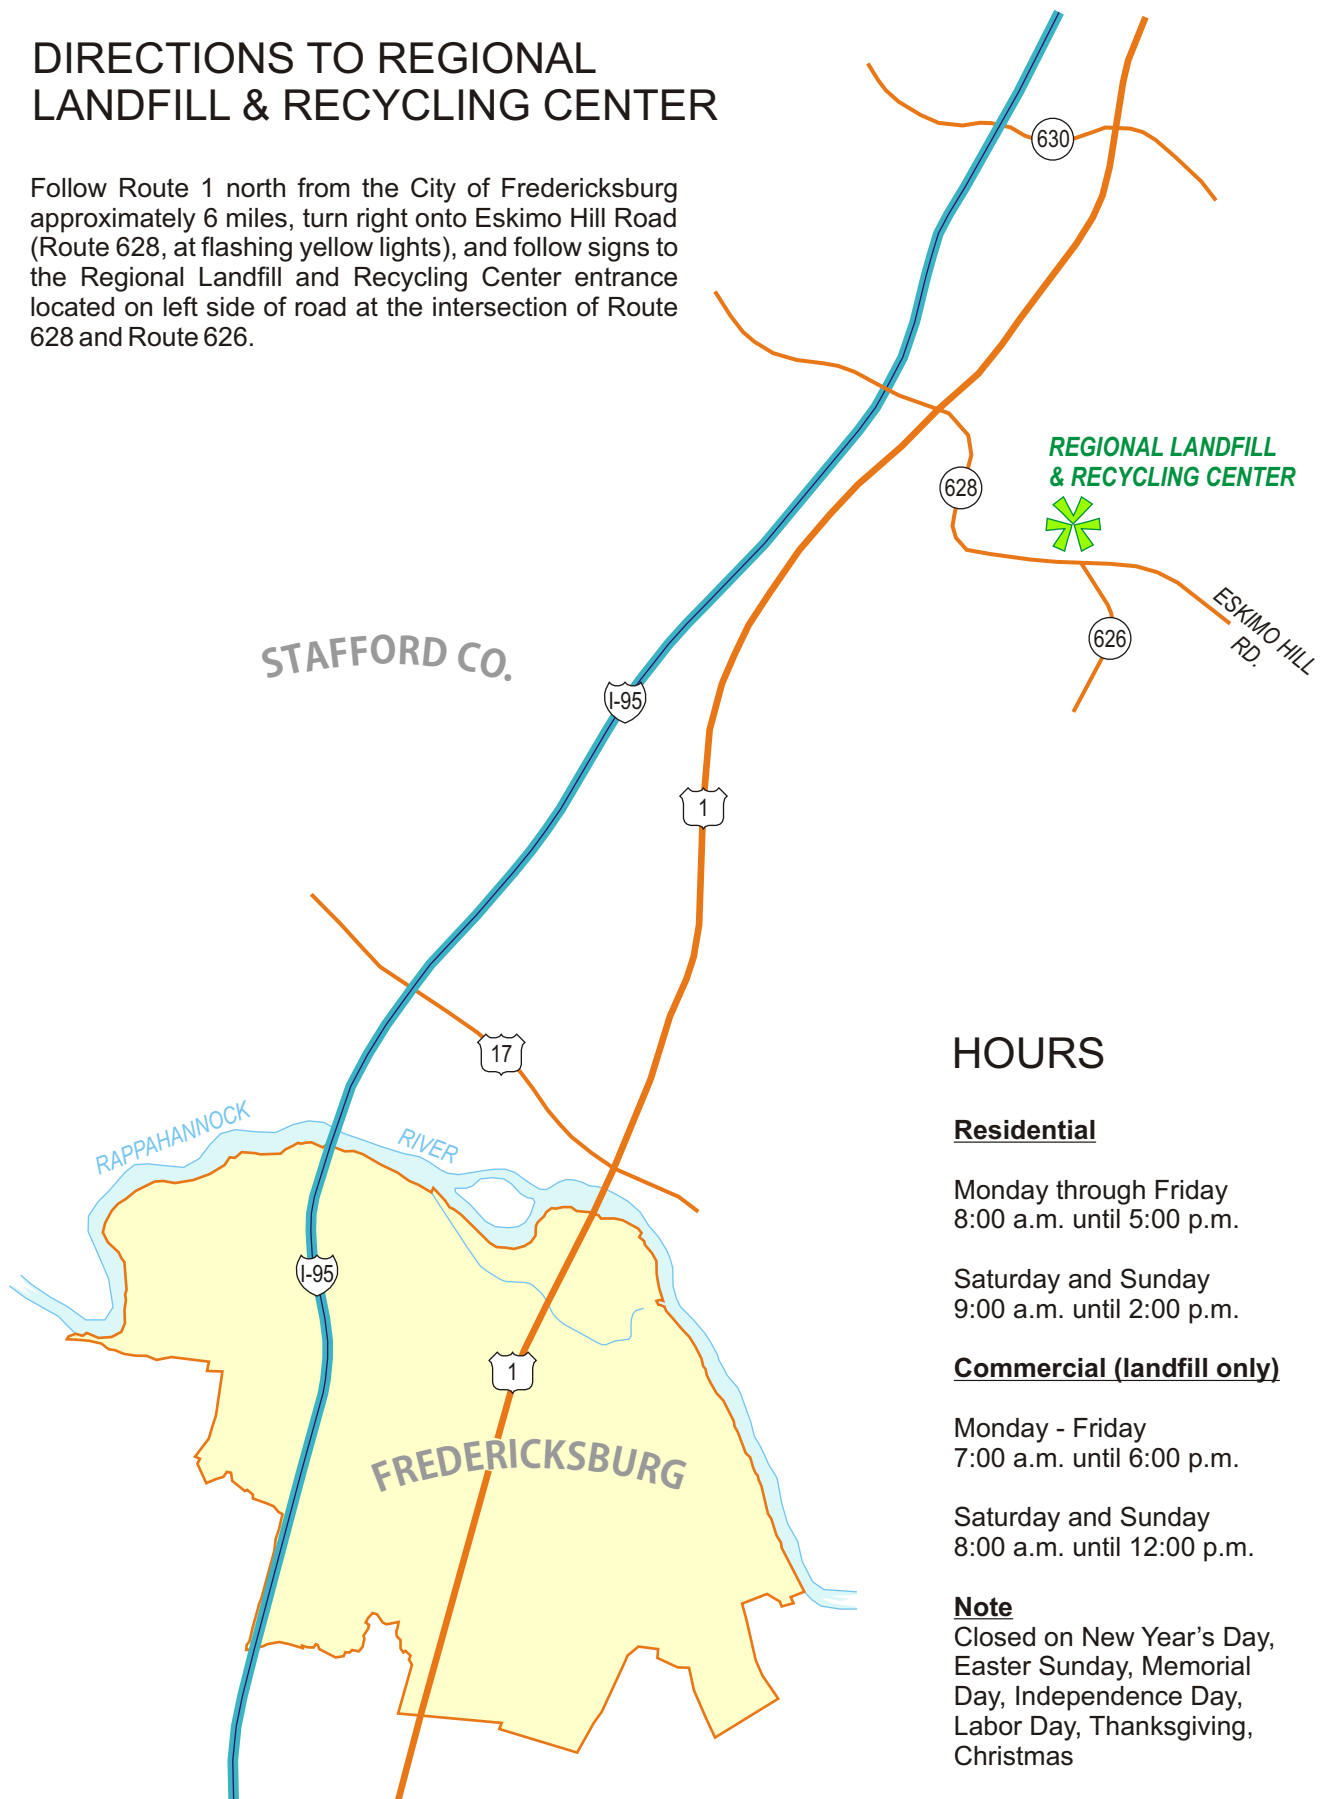 DIRECTIONS TO REGIONAL
LANDFILL & RECYCLING CENTER
Follow Route 1 north from the City of Fredericksburg
approximately 6 miles, turn right onto Eskimo Hill Road
(Route 628, at flashing yellow lights), and follow signs to
the Regional Landfill and Recycling Center entrance
located on left side of road at the intersection of Route
628 and Route 626.
630
REGIONAL LANDFILL
& RECYCLING CENTER
628
ESKIMO HILL
RD.
626
STAFFORD CO.
I-95
1
17
RAPPAHANNOCK
RIVER
I-95
1
FREDERICKSBURG
HOURS
Residential
Monday through Friday
8:00 a.m. until 5:00 p.m.
Saturday and Sunday
9:00 a.m. until 2:00 p.m.
Commercial (landfill only)
Monday - Friday
7:00 a.m. until 6:00 p.m.
Saturday and Sunday
8:00 a.m. until 12:00 p.m.
Note
Closed on New Year’s Day,
Easter Sunday, Memorial
Day, Independence Day,
Labor Day, Thanksgiving,
Christmas